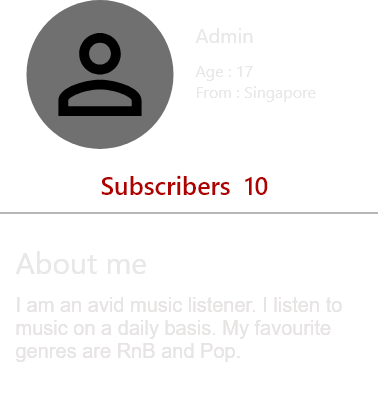 Admin
Age : 17
From : Singapore
Subscribers 10
About me
I am an avid music listener. I listen to
music on a daily basis. My favourite
genres are RnB and Pop.